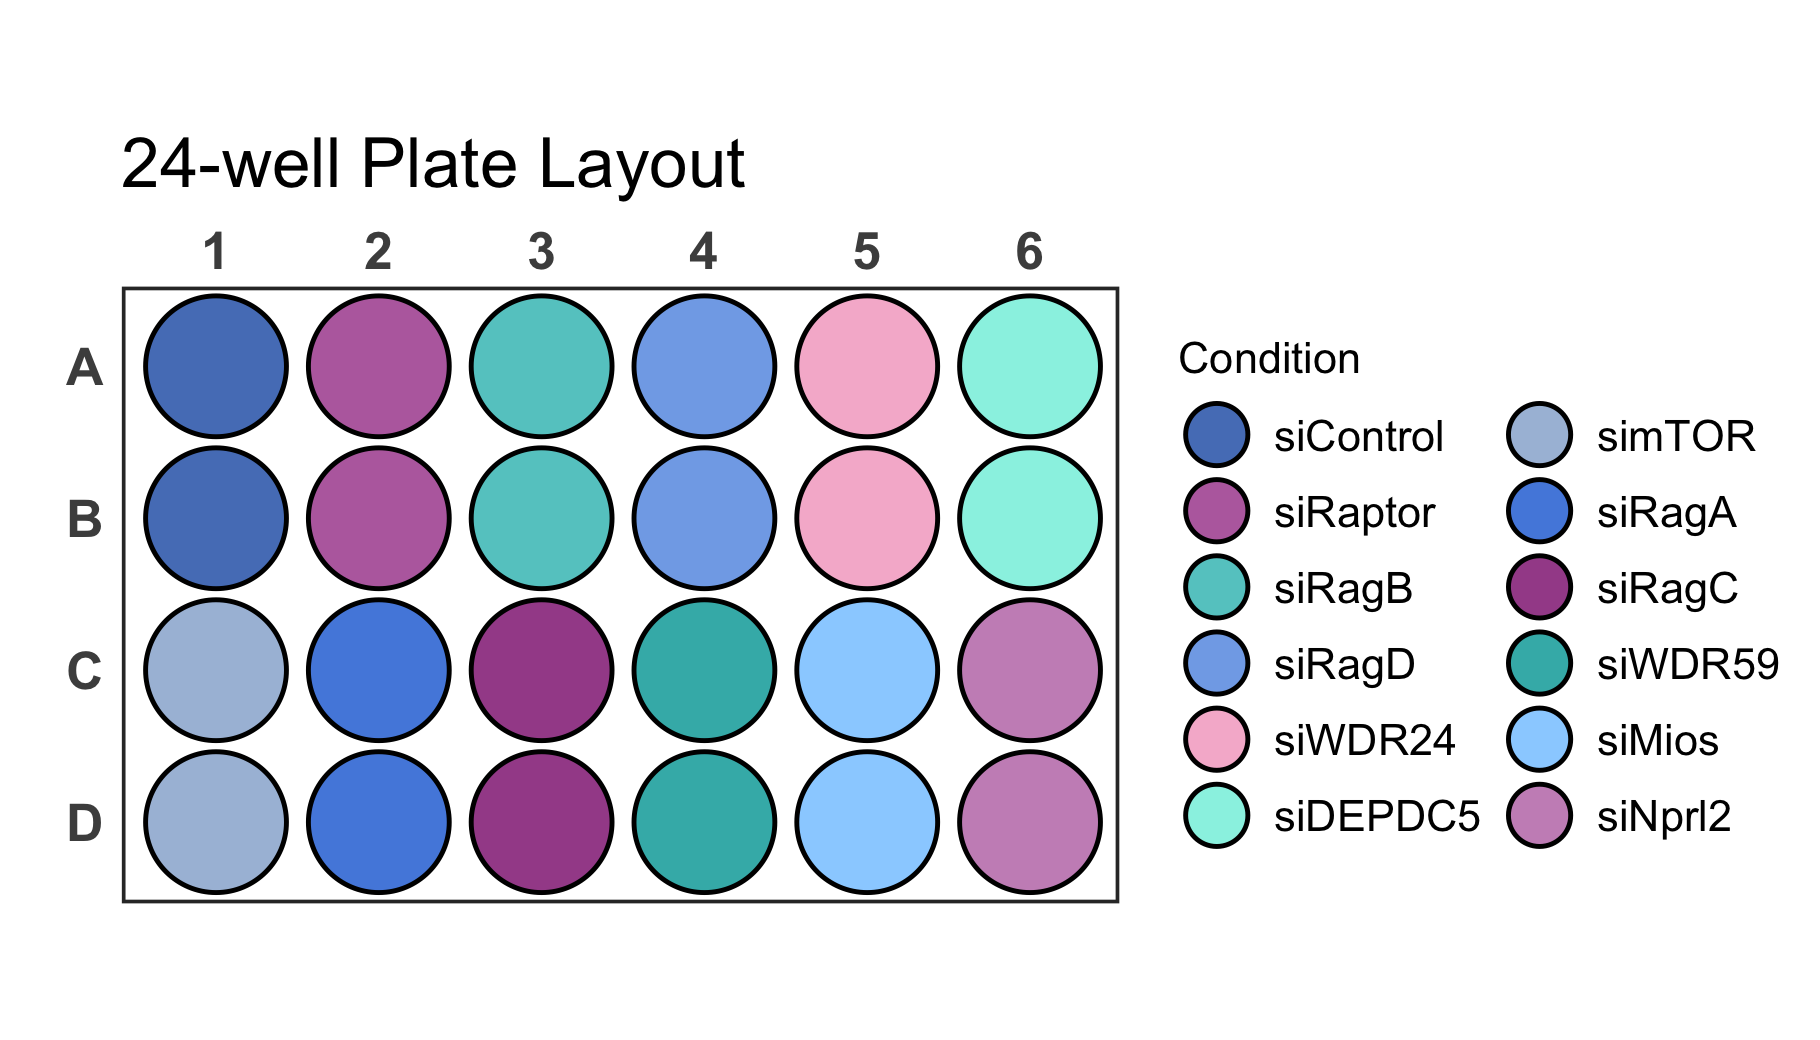 24-well Plate Layout
1 2 3 4 5 6
A
B
C
D
Condition
siControl simTOR
siRaptor siRagA
siRagB siRagC
siRagD siWDR59
siWDR24 siMios
siDEPDC5 siNprl2